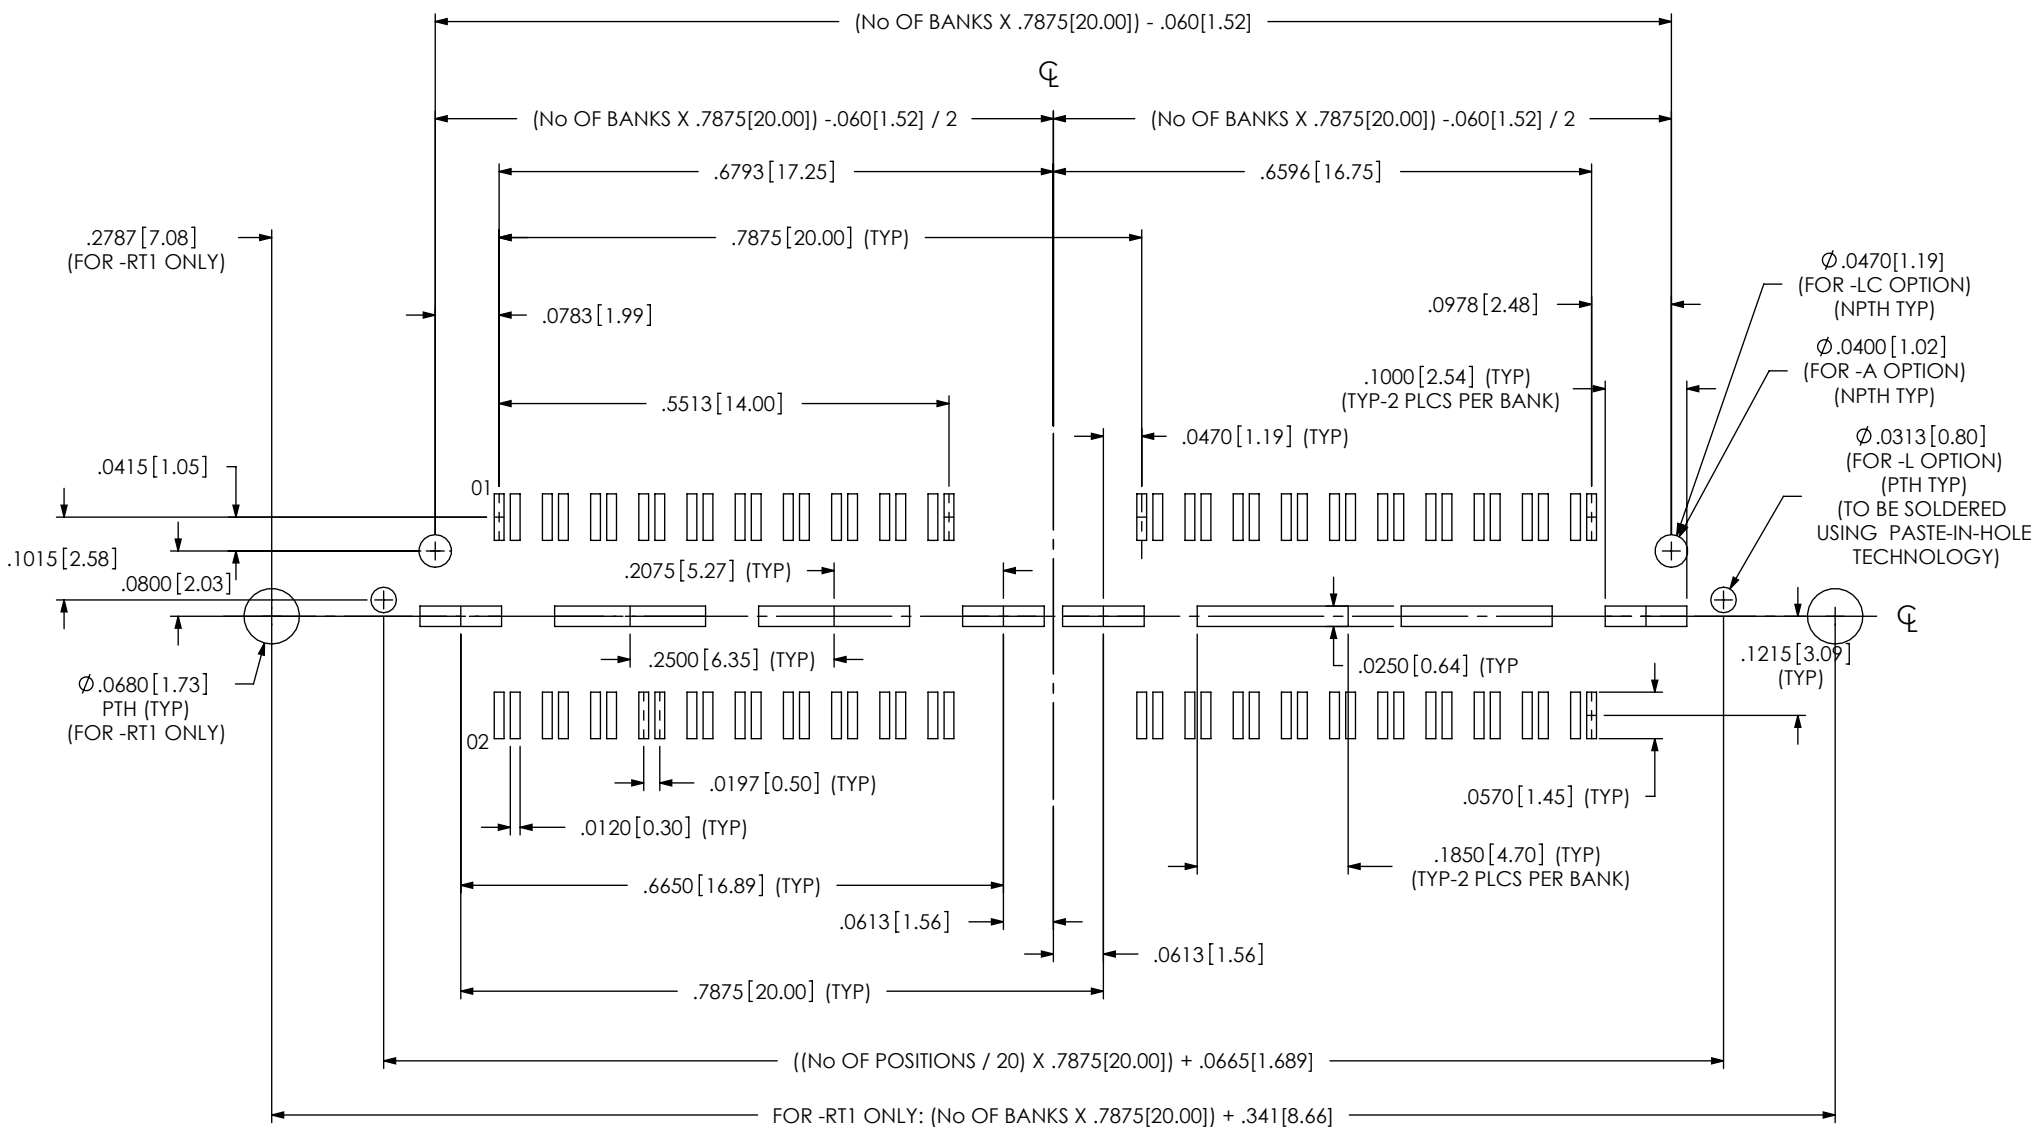 (No OF BANKS X .7875[20.00]) - .060[1.52]
℄
(No OF BANKS X .7875[20.00]) -.060[1.52] / 2
(No OF BANKS X .7875[20.00]) -.060[1.52] / 2
.6793[17.25]
.6596[16.75]
.2787[7.08]
(FOR -RT1 ONLY)
.7875[20.00] (TYP)
Ø.0470[1.19]
(FOR -LC OPTION)
(NPTH TYP)
.0783[1.99]
.0978[2.48]
Ø.0400[1.02]
(FOR -A OPTION)
(NPTH TYP)
.1000[2.54] (TYP)
(TYP-2 PLCS PER BANK)
.5513[14.00]
.0470[1.19] (TYP)
Ø.0313[0.80]
(FOR -L OPTION)
(PTH TYP)
(TO BE SOLDERED
USING PASTE-IN-HOLE
TECHNOLOGY)
.0415[1.05]
01
.1015[2.58]
.0800[2.03]
.2075[5.27] (TYP)
℄
.2500[6.35] (TYP)
.0250[0.64] (TYP
.1215[3.09]
(TYP)
Ø.0680[1.73]
PTH (TYP)
(FOR -RT1 ONLY)
02
.0197[0.50] (TYP)
.0570[1.45] (TYP)
.0120[0.30] (TYP)
.1850[4.70] (TYP)
(TYP-2 PLCS PER BANK)
.6650[16.89] (TYP)
.0613[1.56]
.0613[1.56]
.7875[20.00] (TYP)
((No OF POSITIONS / 20) X .7875[20.00]) + .0665[1.689]
FOR -RT1 ONLY: (No OF BANKS X .7875[20.00]) + .341[8.66]